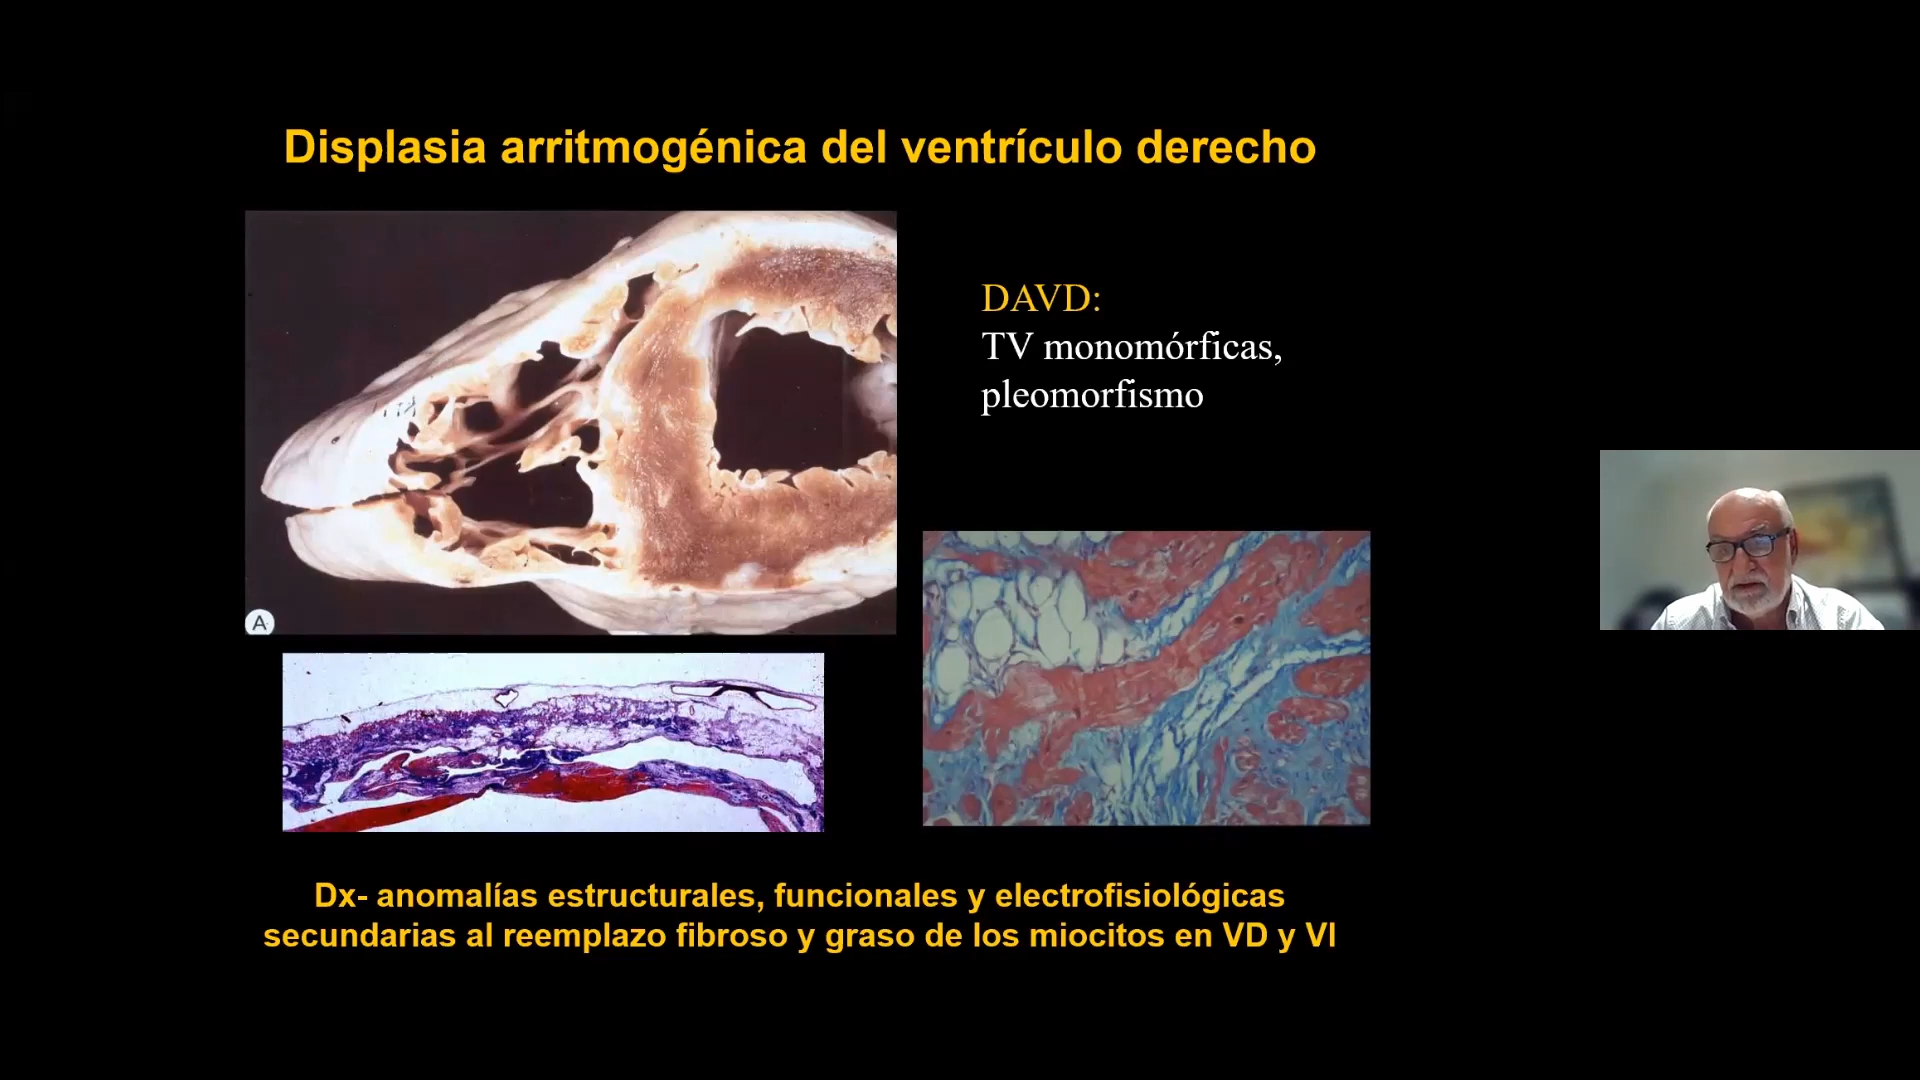 Displasia arritmogénica del ventrículo derecho
DAVD:
TV monomórficas,
pleomorfismo
A
Dx- anomalías estructurales, funcionales y electrofisiológicas
secundarias al reemplazo fibroso y graso de los miocitos en VD y VI